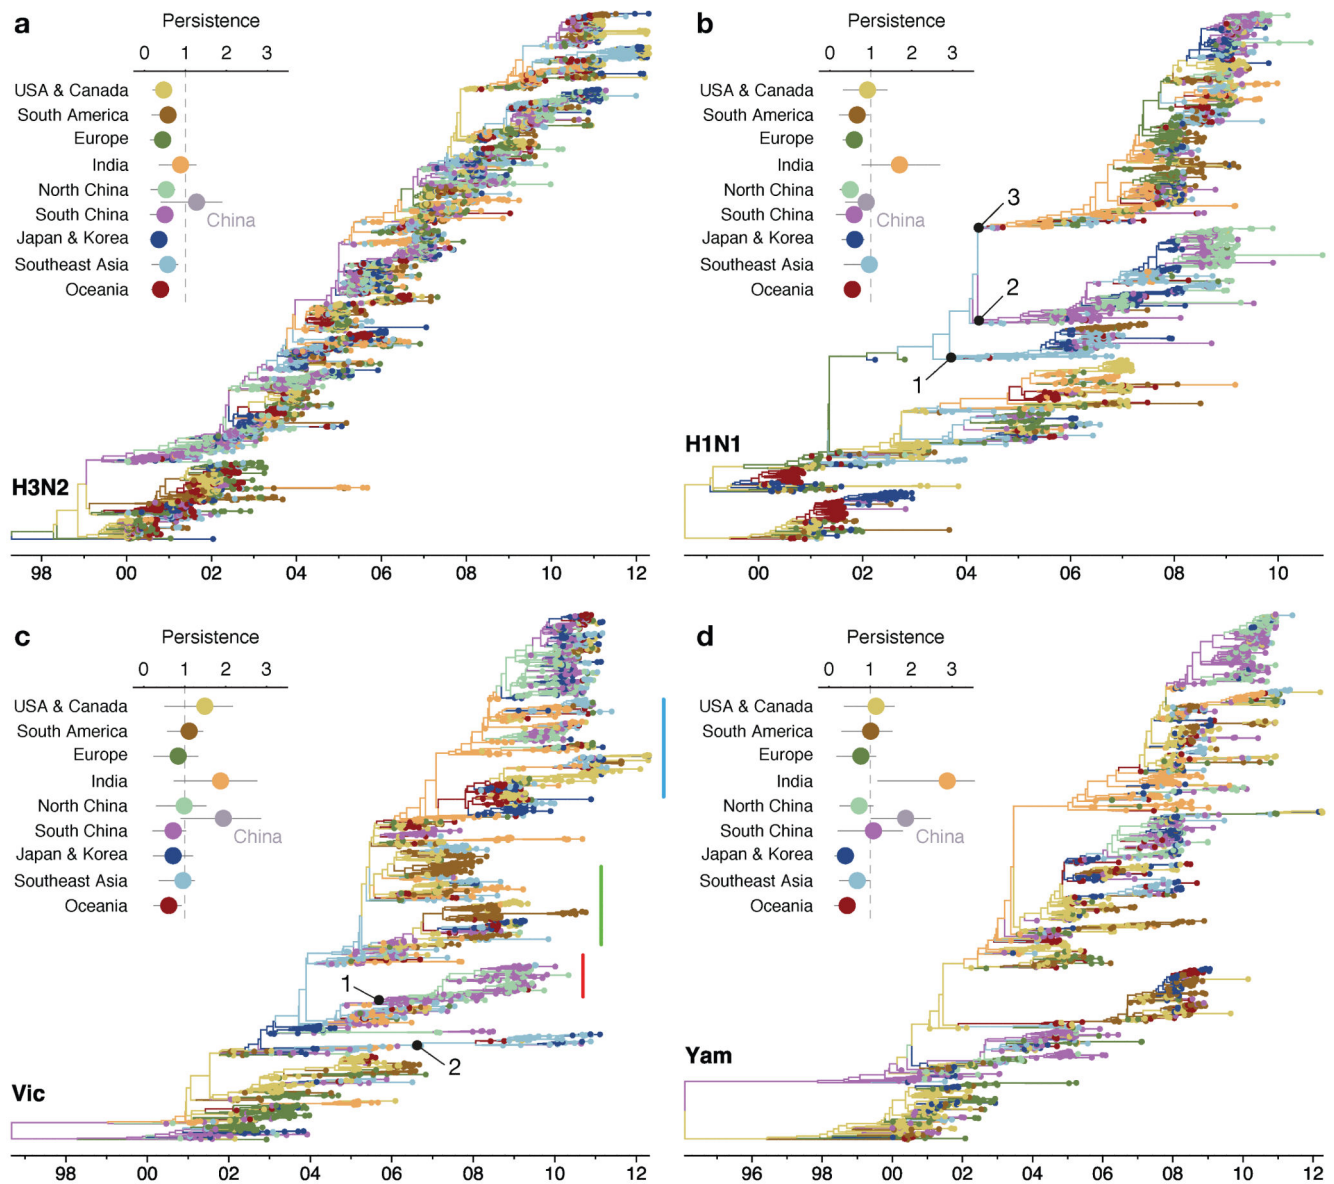 a
Persistence
0 1 2 3
USA & Canada
South America
Europe
India
North China
China
South China
Japan & Korea
Southeast Asia
Oceania
H3N2
98 00 02 04 06 08 10 12
b
Persistence
0 1 2 3
USA & Canada
South America
Europe
India
North China
China
South China
Japan & Korea
Southeast Asia
Oceania
3
2
1
H1N1
00 02 04 06 08 10
c
Persistence
0 1 2 3
USA & Canada
South America
Europe
India
North China
China
South China
Japan & Korea
Southeast Asia
Oceania
1
2
Vic
98 00 02 04 06 08 10 12
d
Persistence
0 1 2 3
USA & Canada
South America
Europe
India
North China
China
South China
Japan & Korea
Southeast Asia
Oceania
Yam
96 98 00 02 04 06 08 10 12